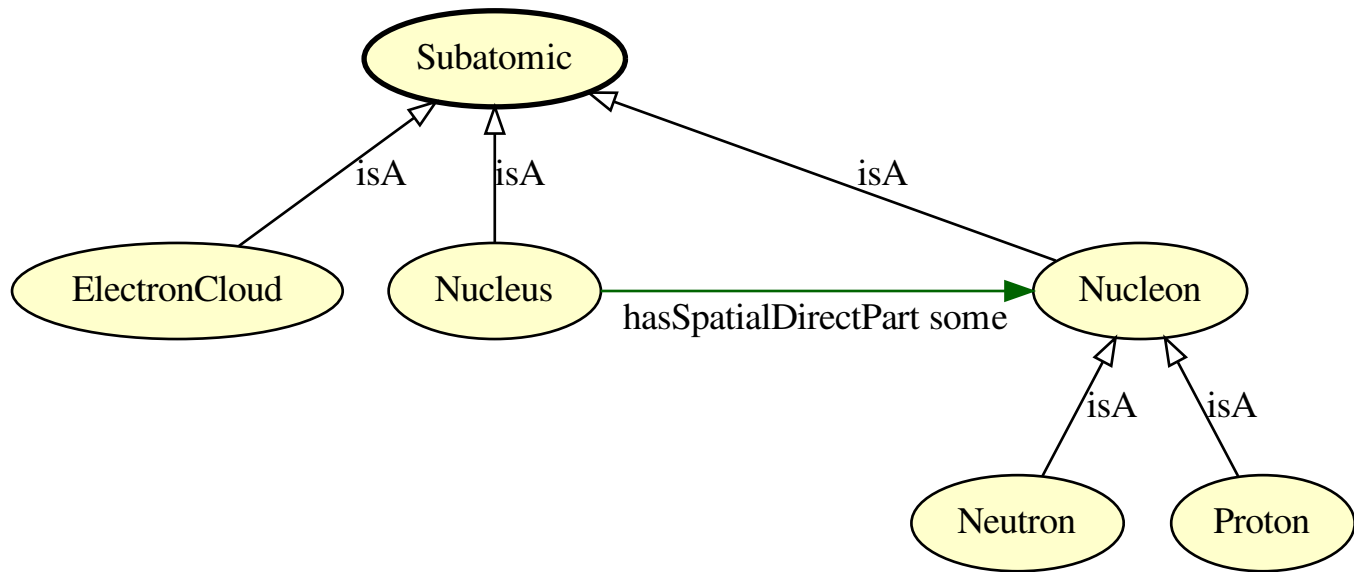 Subatomic
isA
isA
isA
ElectronCloud
Nucleus
hasSpatialDirectPart some
Nucleon
isA
isA
Neutron
Proton